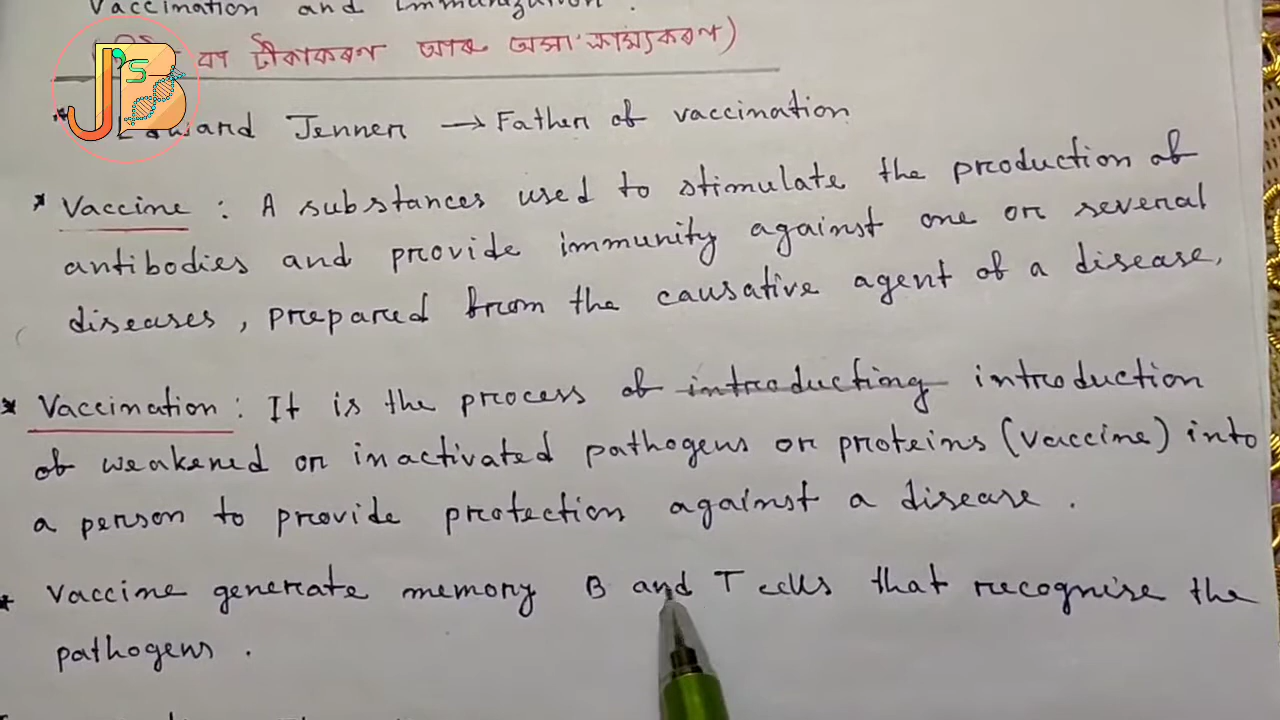 Vaccination and Immunization.
বা টীকাকৰণ আৰু অসংক্ৰাম্যকৰণ)
J'S B
* Edward Jenner → Father of vaccination
* Vaccine : A substances used to stimulate the production of
antibodies and provide immunity against one or several
diseases, prepared from the causative agent of a disease,
* Vaccination : It is the process of introducting introduction
of weakened or inactivated pathogens or proteins (vaccine) into
a person to provide protection against a disease.
* Vaccine generate memory B and T cells that recognise the
pathogens.